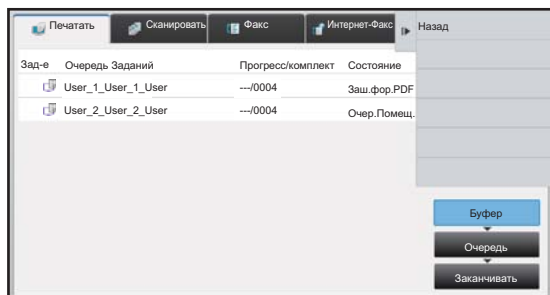 Печатать Сканировать Факс Интернет-Факс Назад
Зад-е Очередь Заданий Прогресс/комплект Состояние
User_1_User_1_User ---/0004 Заш.фор.PDF
User_2_User_2_User ---/0004 Очер.Помещ.
Буфер
Очередь
Заканчивать